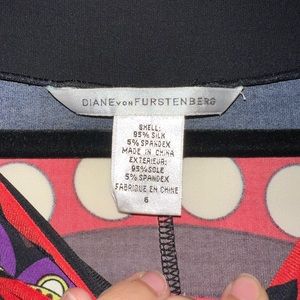 DIANE VON FURSTENBERG
SHELL:
95% SILK
5% SPANDEX
MADE IN CHINA
EXTERIEUR:
95% SOIE
5% SPANDEX
FABRIQUE EN CHINE
6